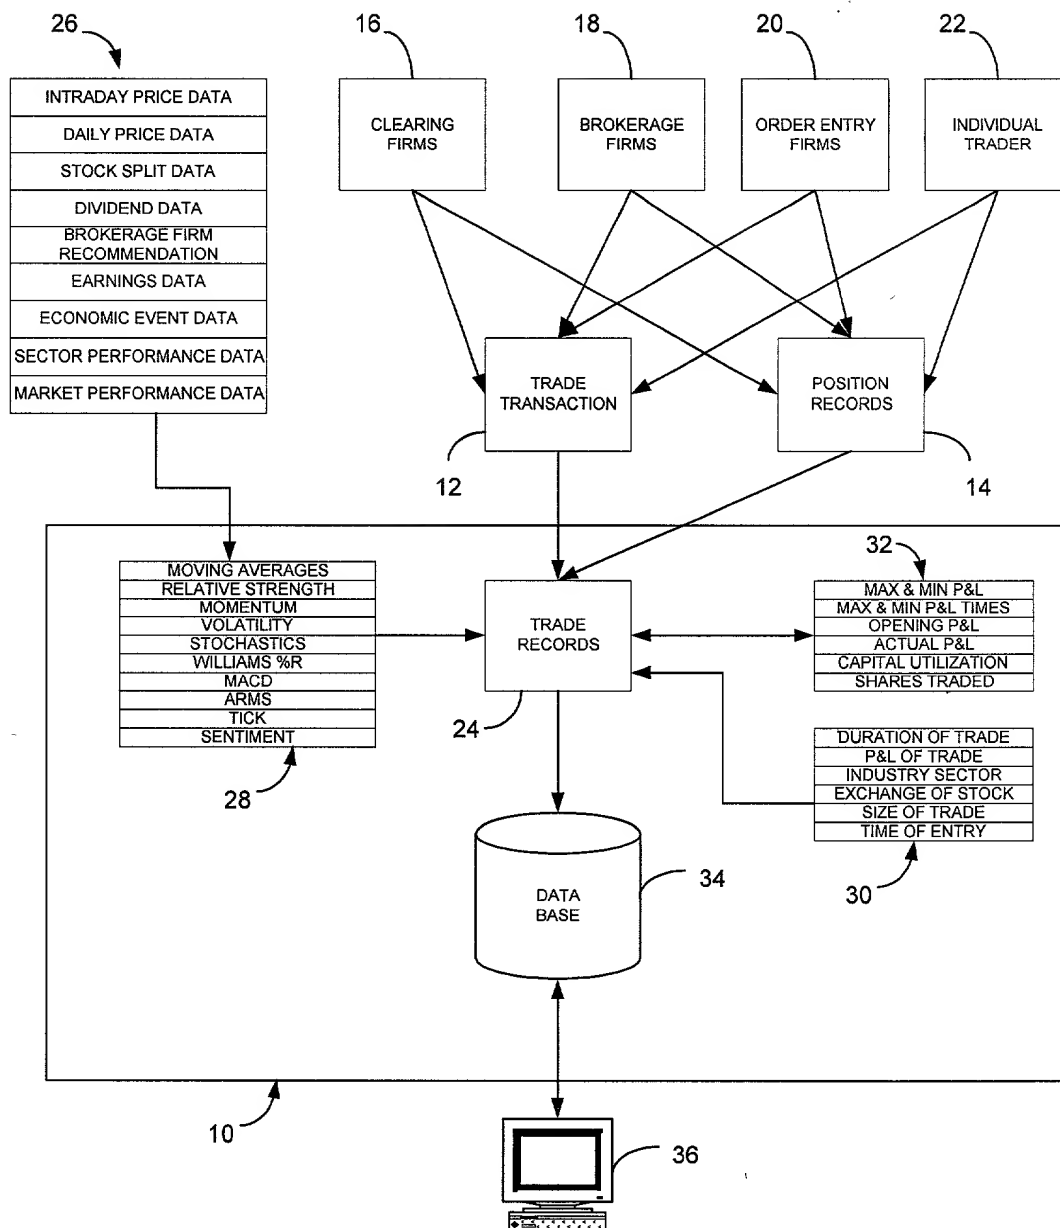 26
16
18
20
22
INTRADAY PRICE DATA
DAILY PRICE DATA
STOCK SPLIT DATA
DIVIDEND DATA
BROKERAGE FIRM
RECOMMENDATION
EARNINGS DATA
ECONOMIC EVENT DATA
SECTOR PERFORMANCE DATA
MARKET PERFORMANCE DATA
CLEARING
FIRMS
BROKERAGE
FIRMS
ORDER ENTRY
FIRMS
INDIVIDUAL
TRADER
TRADE
TRANSACTION
POSITION
RECORDS
12
14
MOVING AVERAGES
RELATIVE STRENGTH
MOMENTUM
VOLATILITY
STOCHASTICS
WILLIAMS %R
MACD
ARMS
TICK
SENTIMENT
28
TRADE
RECORDS
24
32
MAX & MIN P&L
MAX & MIN P&L TIMES
OPENING P&L
ACTUAL P&L
CAPITAL UTILIZATION
SHARES TRADED
DURATION OF TRADE
P&L OF TRADE
INDUSTRY SECTOR
EXCHANGE OF STOCK
SIZE OF TRADE
TIME OF ENTRY
30
DATA
BASE
34
10
36